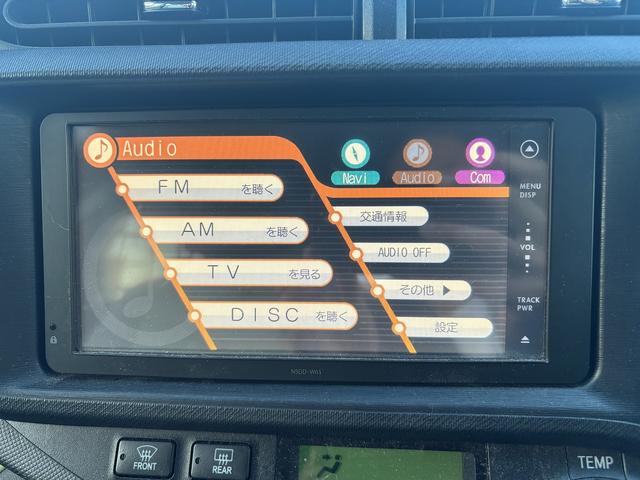 Audio
Navi Audio Com
FM を聴く
AM を聴く
TV を見る
DISC を聴く
交通情報
AUDIO OFF
その他 ▶
設定
MENU
DISP
VOL
TRACK
PWR
NSDD-W61
FRONT
REAR
TEMP